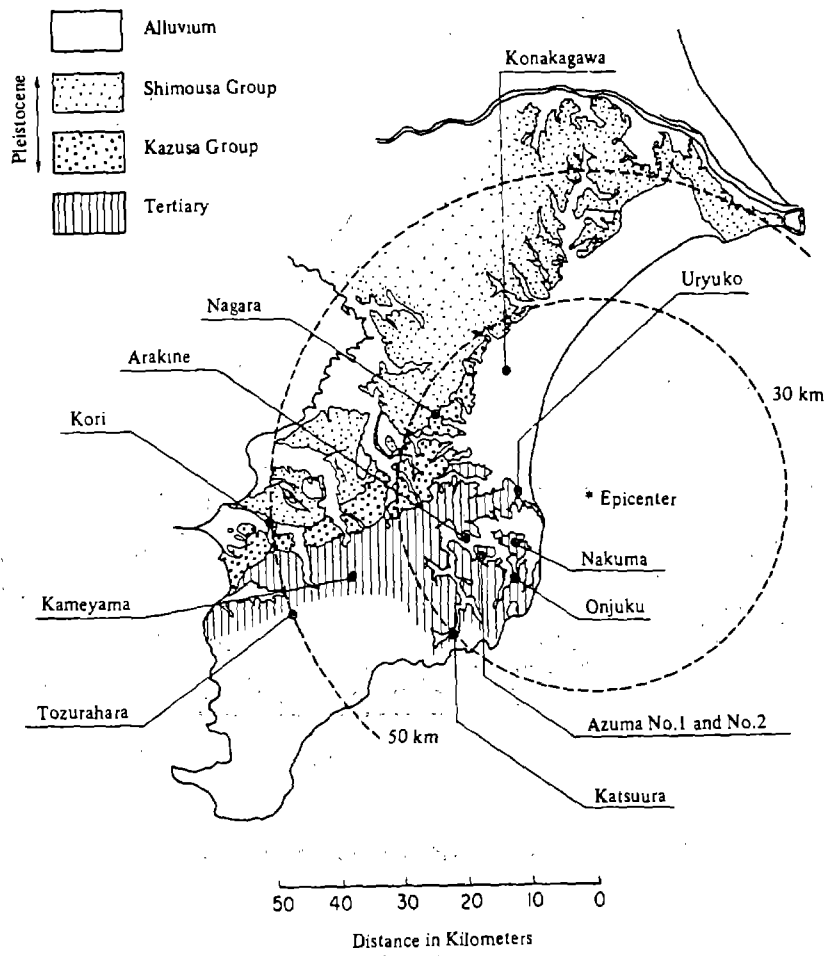 Alluvium
Pleistocene
Shimousa Group
Kazusa Group
Tertiary
Konakagawa
Uryuko
Nagara
Arakine
Kori
30 km
* Epicenter
Nakuma
Kameyama
Onjuku
Tozurahara
50 km
Azuma No.1 and No.2
Katsuura
50 40 30 20 10 0
Distance in Kilometers